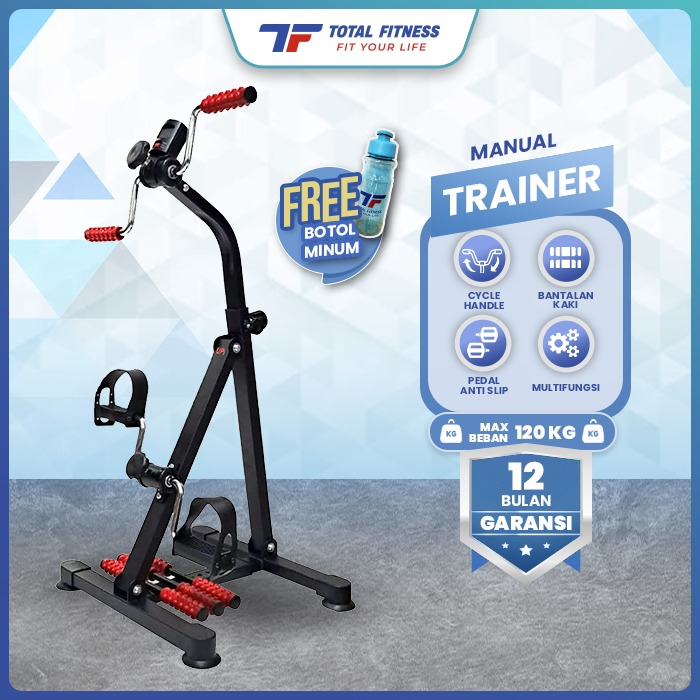 TF TOTAL FITNESS
FIT YOUR LIFE
FREE
BOTOL
MINUM
MANUAL
TRAINER
CYCLE
HANDLE
BANTALAN
KAKI
PEDAL
ANTI SLIP
MULTIFUNGSI
KG
MAX
BEBAN
120 KG
KG
12
BULAN
GARANSI